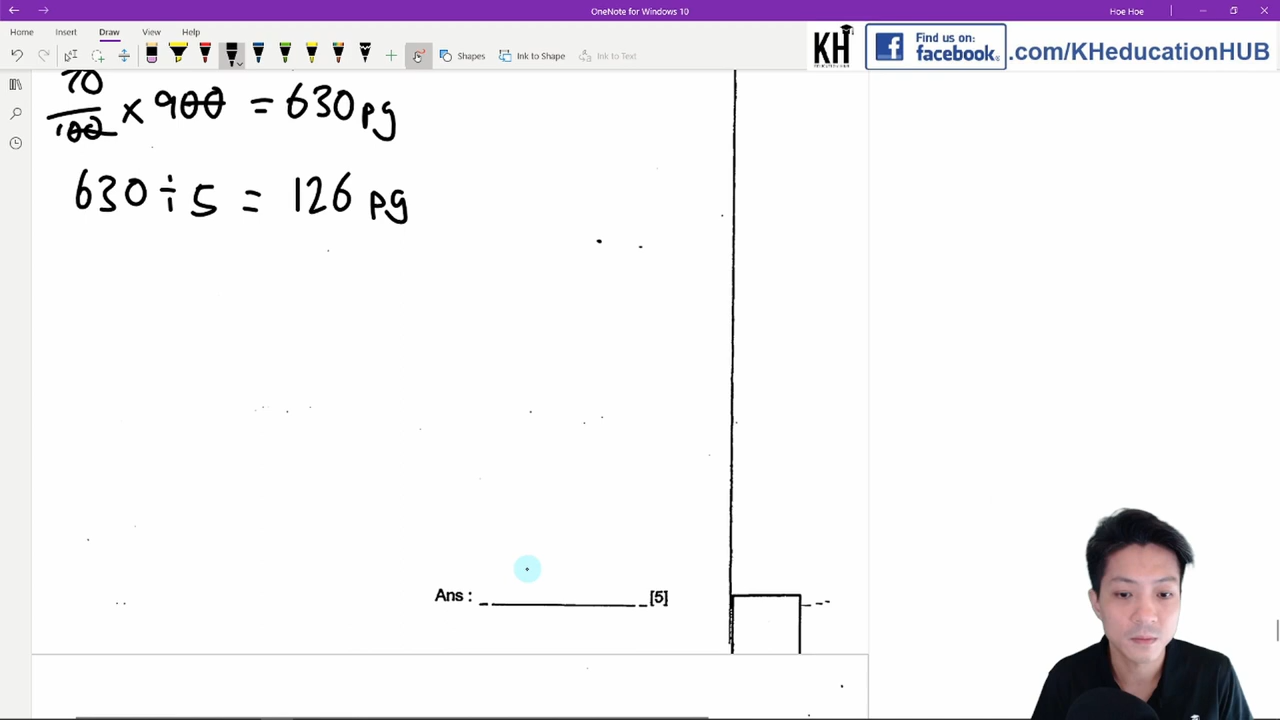 OneNote for Windows 10
Hoe Hoe
Home Insert Draw View Help
Shapes Ink to Shape Ink to Text
KH
Find us on:
facebook.
.com/KHeducationHUB
70
100 × 900 = 630 pg
630 ÷ 5 = 126 pg
Ans : [5]